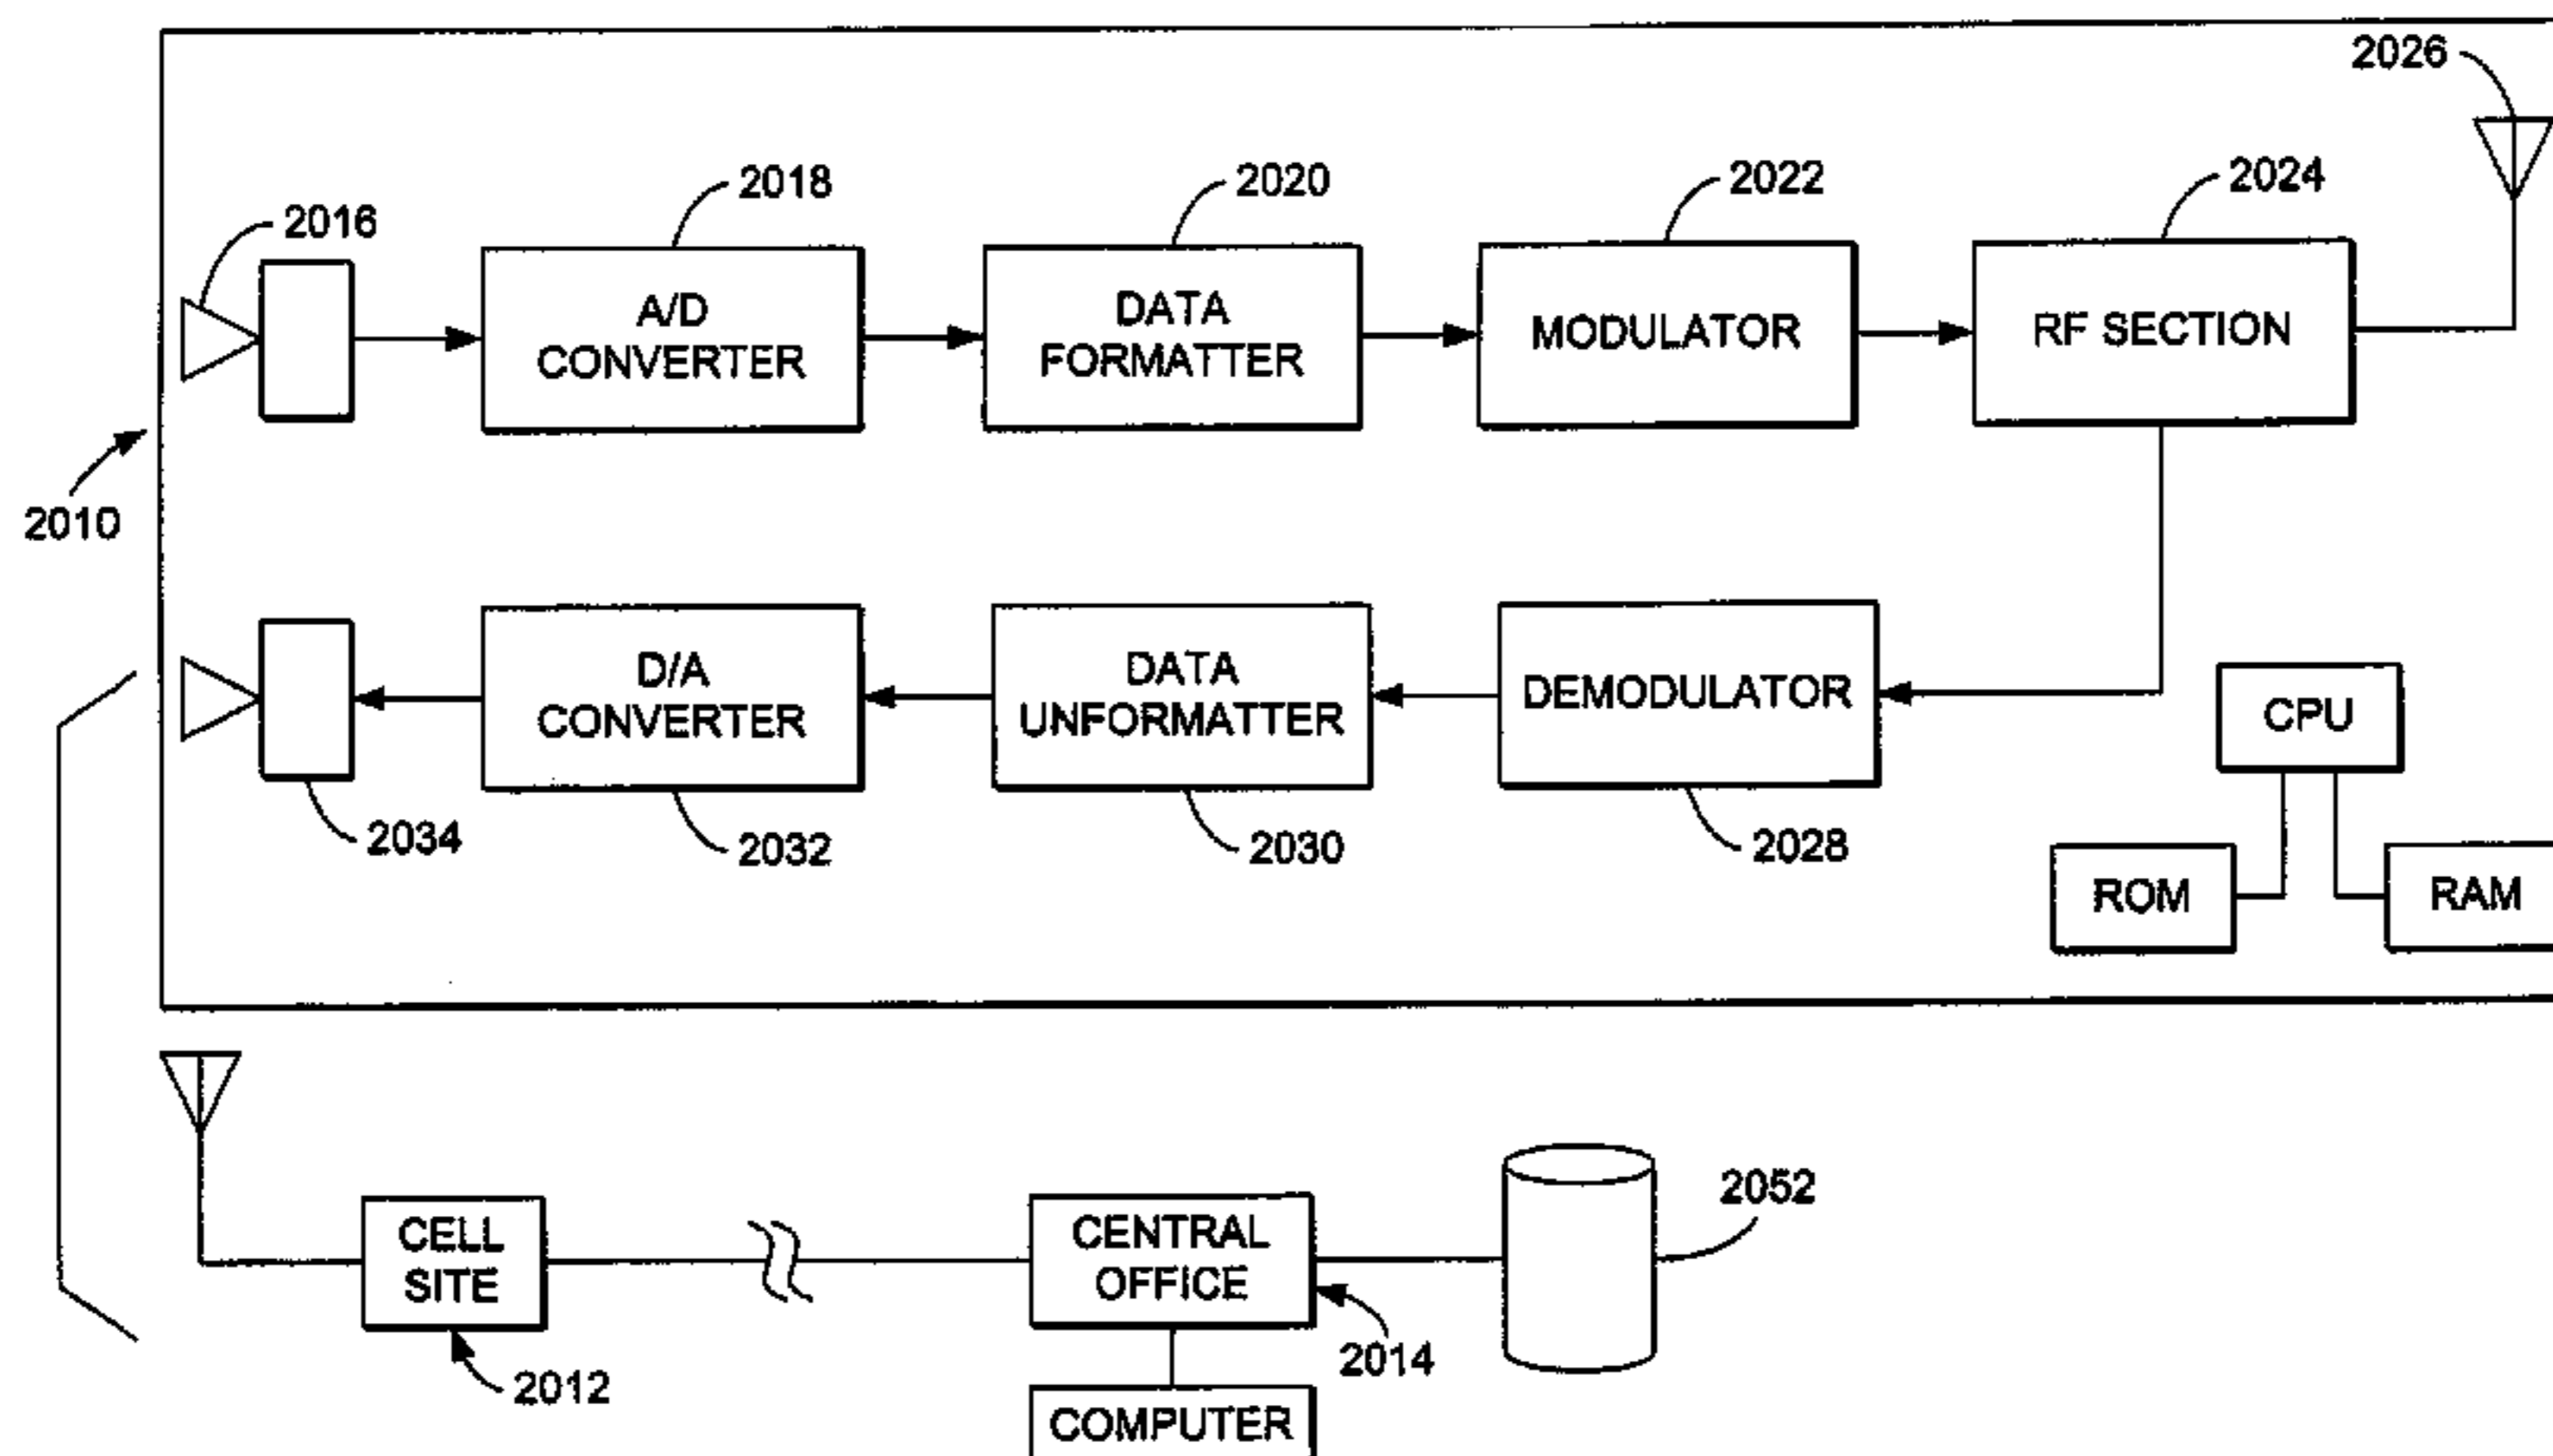 2026
2018
2020
2022
2024
2016
A/D
CONVERTER
DATA
FORMATTER
MODULATOR
RF SECTION
2010
D/A
CONVERTER
DATA
UNFORMATTER
DEMODULATOR
CPU
2034
2032
2030
2028
ROM
RAM
CELL
SITE
CENTRAL
OFFICE
2052
2012
2014
COMPUTER